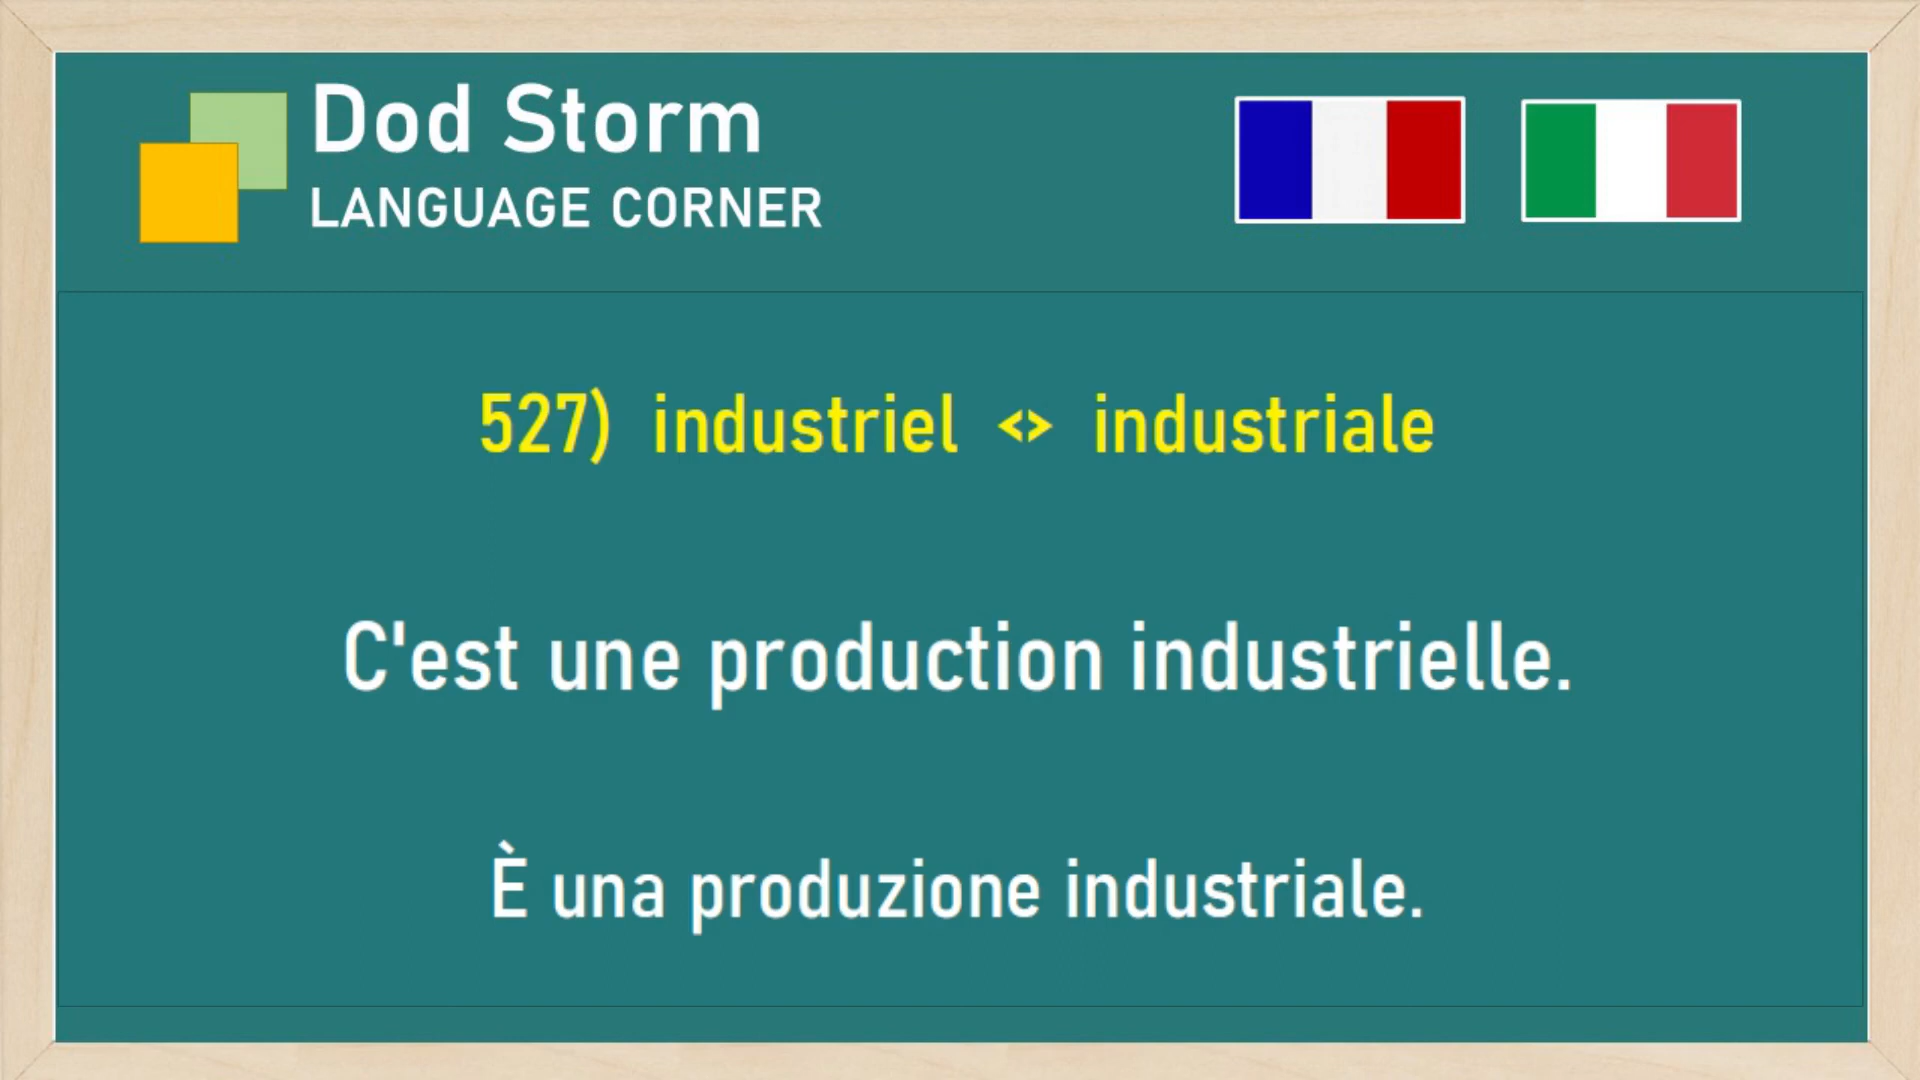 Dod Storm
LANGUAGE CORNER
527) industriel <> industriale
C'est une production industrielle.
È una produzione industriale.